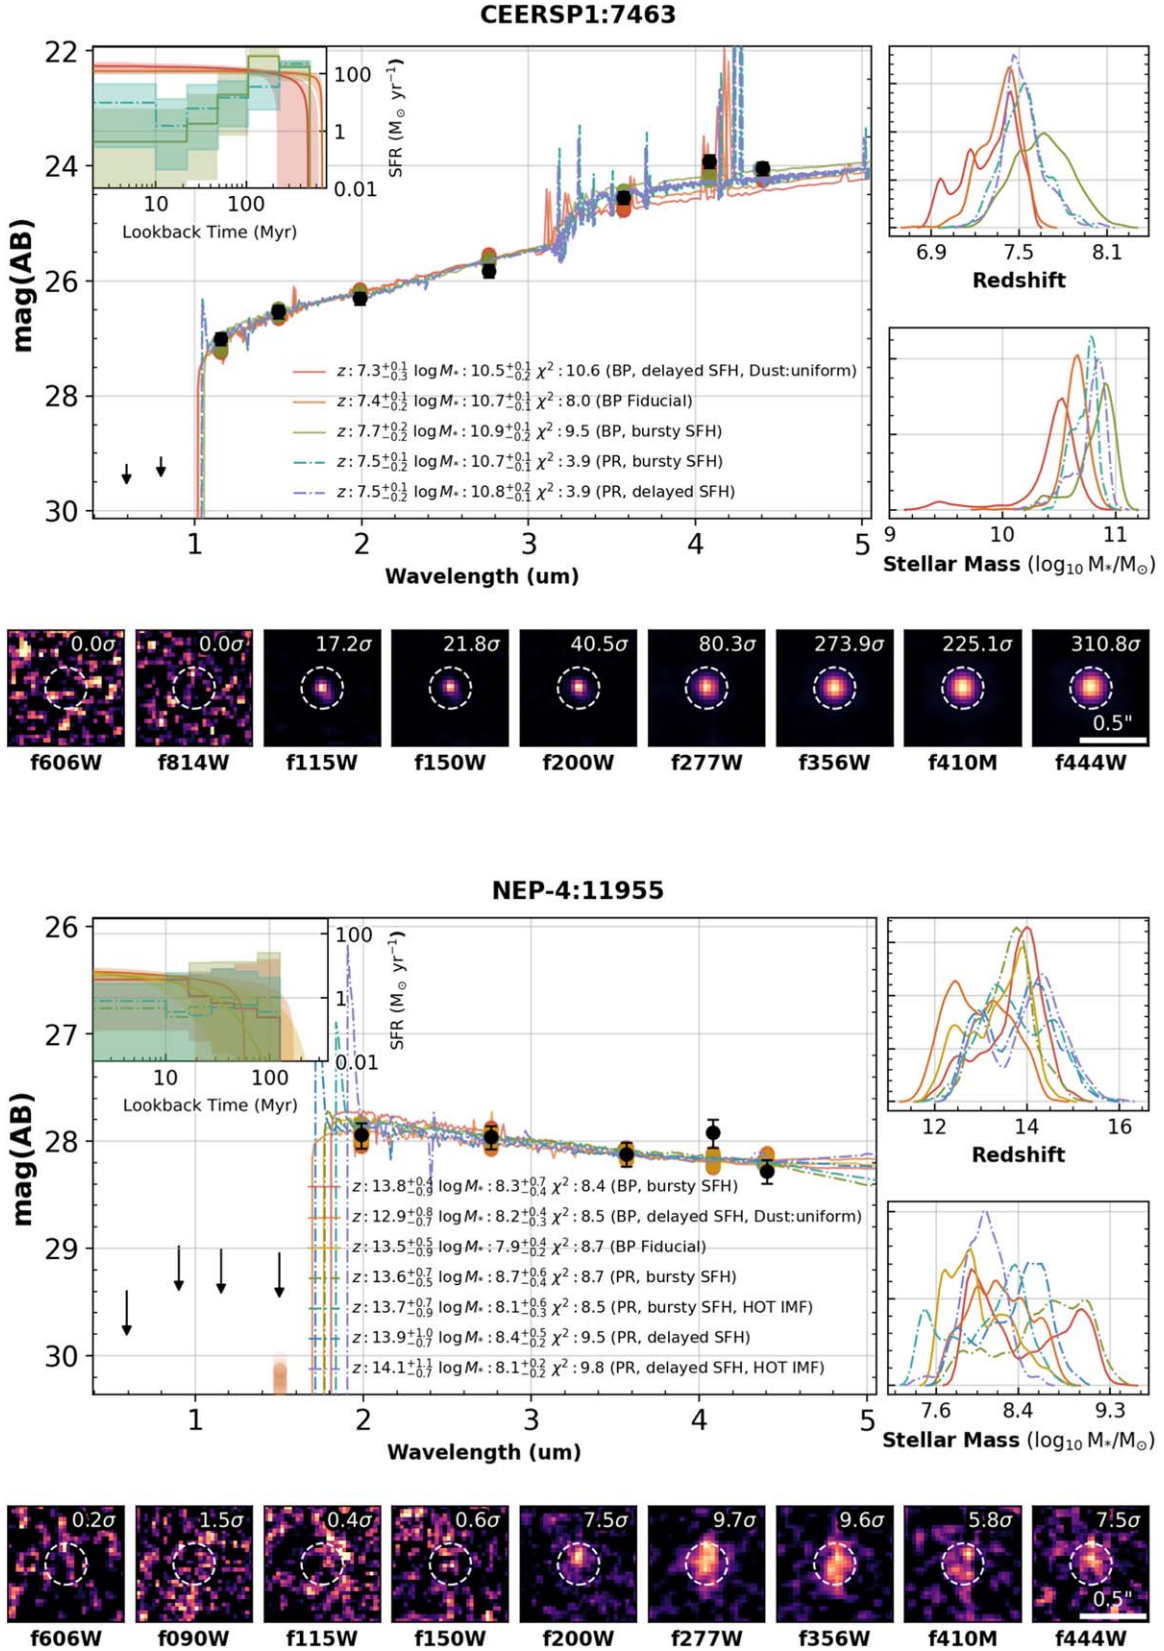 CEERSP1:7463
22
24
26
28
30
mag(AB)
100
1
0.01
SFR (M⊙ yr⁻¹)
10 100
Lookback Time (Myr)
z : 7.3^{+0.1}_{-0.3} log M* : 10.5^{+0.1}_{-0.2} χ² : 10.6 (BP, delayed SFH, Dust:uniform)
z : 7.4^{+0.1}_{-0.2} log M* : 10.7^{+0.1}_{-0.1} χ² : 8.0 (BP Fiducial)
z : 7.7^{+0.2}_{-0.2} log M* : 10.9^{+0.1}_{-0.2} χ² : 9.5 (BP, bursty SFH)
z : 7.5^{+0.1}_{-0.2} log M* : 10.7^{+0.1}_{-0.1} χ² : 3.9 (PR, bursty SFH)
z : 7.5^{+0.1}_{-0.2} log M* : 10.8^{+0.2}_{-0.1} χ² : 3.9 (PR, delayed SFH)
1 2 3 4 5
Wavelength (um)
6.9 7.5 8.1
Redshift
9 10 11
Stellar Mass (log₁₀ M*/M⊙)
0.0σ 0.0σ 17.2σ 21.8σ 40.5σ 80.3σ 273.9σ 225.1σ 310.8σ
0.5"
f606W f814W f115W f150W f200W f277W f356W f410M f444W
NEP-4:11955
26
27
28
29
30
mag(AB)
100
1
0.01
SFR (M⊙ yr⁻¹)
10 100
Lookback Time (Myr)
z : 13.8^{+0.4}_{-0.9} log M* : 8.3^{+0.7}_{-0.4} χ² : 8.4 (BP, bursty SFH)
z : 12.9^{+0.8}_{-0.7} log M* : 8.2^{+0.4}_{-0.3} χ² : 8.5 (BP, delayed SFH, Dust:uniform)
z : 13.5^{+0.5}_{-0.9} log M* : 7.9^{+0.4}_{-0.2} χ² : 8.7 (BP Fiducial)
z : 13.6^{+0.7}_{-0.5} log M* : 8.7^{+0.6}_{-0.4} χ² : 8.7 (PR, bursty SFH)
z : 13.7^{+0.7}_{-0.9} log M* : 8.1^{+0.6}_{-0.3} χ² : 8.5 (PR, bursty SFH, HOT IMF)
z : 13.9^{+1.0}_{-0.7} log M* : 8.4^{+0.5}_{-0.2} χ² : 9.5 (PR, delayed SFH)
z : 14.1^{+1.1}_{-0.7} log M* : 8.1^{+0.2}_{-0.2} χ² : 9.8 (PR, delayed SFH, HOT IMF)
1 2 3 4 5
Wavelength (um)
12 14 16
Redshift
7.6 8.4 9.3
Stellar Mass (log₁₀ M*/M⊙)
0.2σ 1.5σ 0.4σ 0.6σ 7.5σ 9.7σ 9.6σ 5.8σ 7.5σ
0.5"
f606W f090W f115W f150W f200W f277W f356W f410M f444W